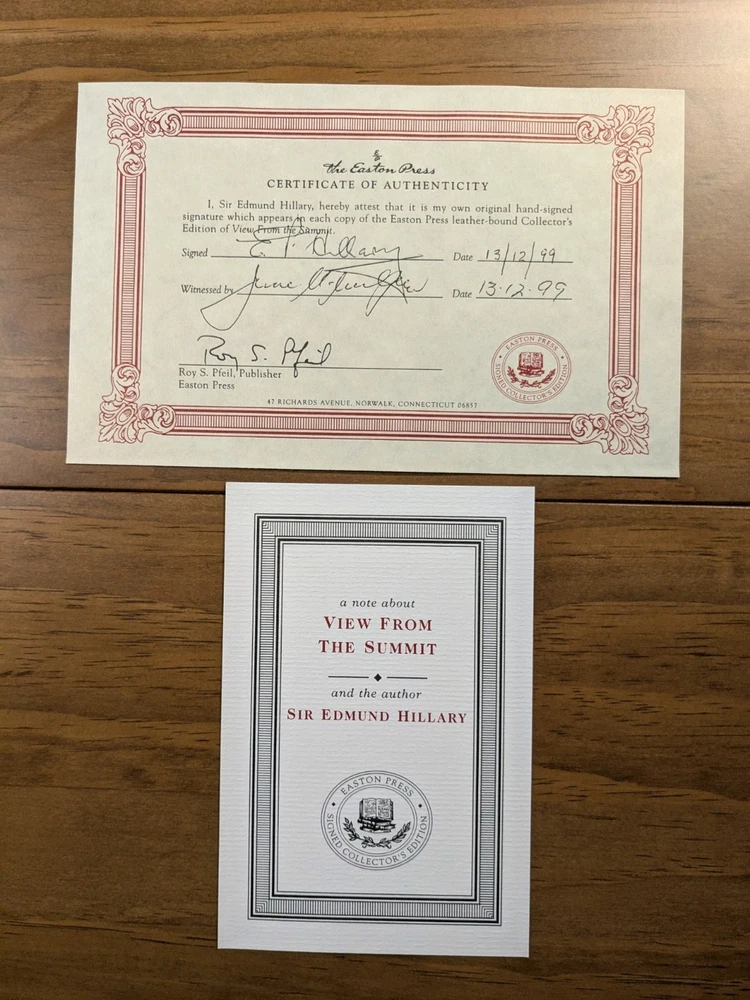 The Easton Press
CERTIFICATE OF AUTHENTICITY
I, Sir Edmund Hillary, hereby attest that it is my own original hand-signed
signature which appears in each copy of the Easton Press leather-bound Collector's
Edition of View From the Summit.
Signed E. P. Hillary Date 13/12/99
Witnessed by June Date 13.12.99
Roy S. Pfeil
Roy S. Pfeil, Publisher
Easton Press
EASTON PRESS
SIGNED COLLECTOR'S EDITION
47 RICHARDS AVENUE, NORWALK, CONNECTICUT 06857
a note about
VIEW FROM
THE SUMMIT
and the author
SIR EDMUND HILLARY
EASTON PRESS
SIGNED COLLECTOR'S EDITION